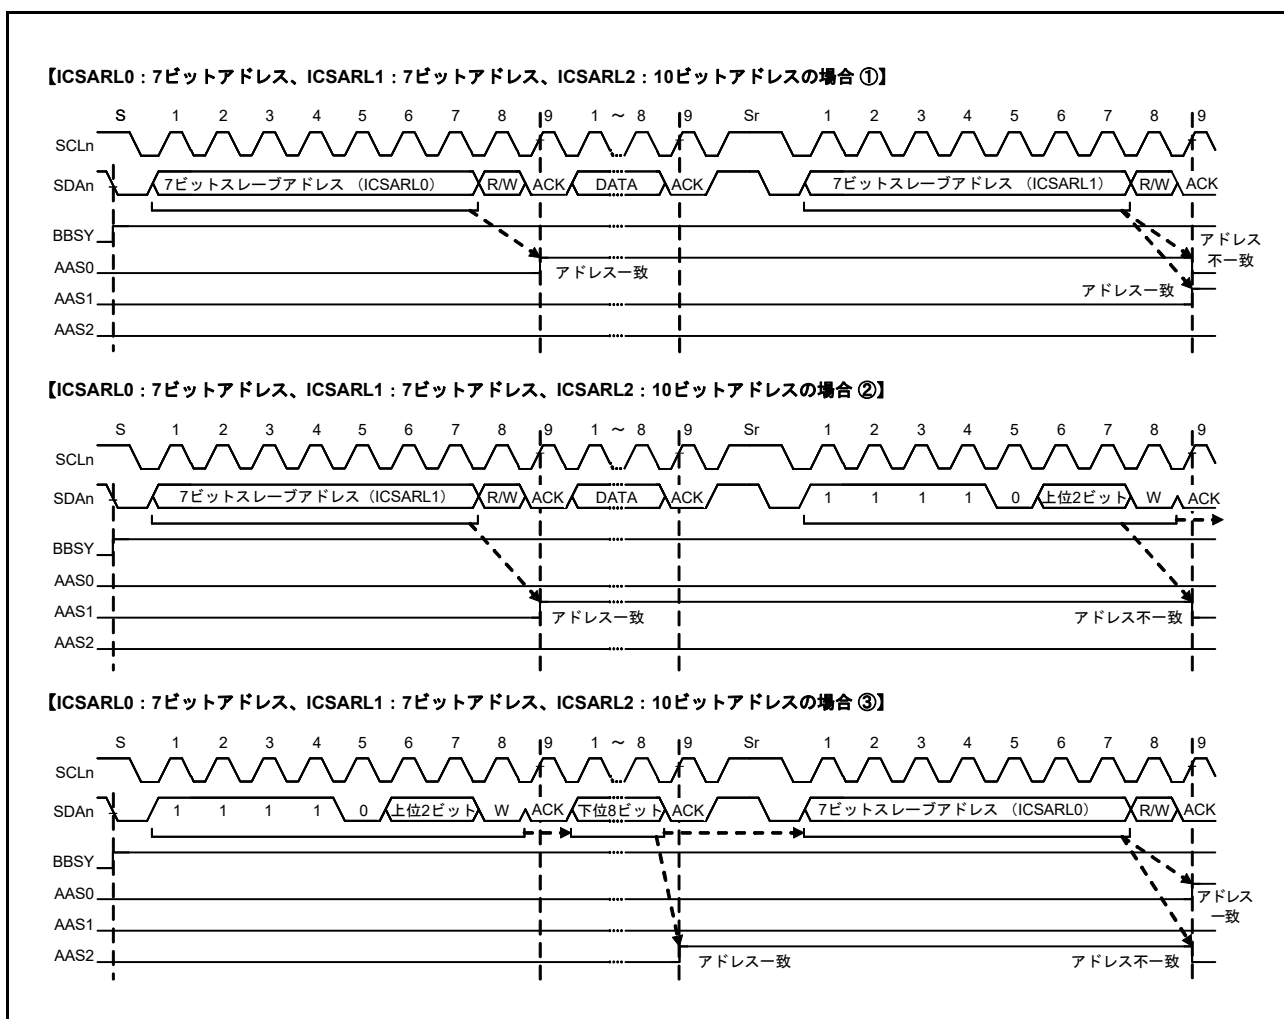 【ICSARL0：7ビットアドレス、ICSARL1：7ビットアドレス、ICSARL2：10ビットアドレスの場合 ①】
S 1 2 3 4 5 6 7 8 9 1 ～ 8 9 Sr 1 2 3 4 5 6 7 8 9
SCLn
SDAn 7ビットスレーブアドレス （ICSARL0） R/W ACK DATA ACK 7ビットスレーブアドレス （ICSARL1） R/W ACK
BBSY
アドレス
不一致
AAS0 アドレス一致
AAS1 アドレス一致
AAS2
【ICSARL0：7ビットアドレス、ICSARL1：7ビットアドレス、ICSARL2：10ビットアドレスの場合 ②】
S 1 2 3 4 5 6 7 8 9 1 ～ 8 9 Sr 1 2 3 4 5 6 7 8 9
SCLn
SDAn 7ビットスレーブアドレス（ICSARL1） R/W ACK DATA ACK 1 1 1 1 0 上位2ビット W ACK
BBSY
AAS0
AAS1 アドレス一致 アドレス不一致
AAS2
【ICSARL0：7ビットアドレス、ICSARL1：7ビットアドレス、ICSARL2：10ビットアドレスの場合 ③】
S 1 2 3 4 5 6 7 8 9 1 ～ 8 9 Sr 1 2 3 4 5 6 7 8 9
SCLn
SDAn 1 1 1 1 0 上位2ビット W ACK 下位8ビット ACK 7ビットスレーブアドレス （ICSARL0） R/W ACK
BBSY
AAS0 アドレス
一致
AAS1
AAS2 アドレス一致 アドレス不一致